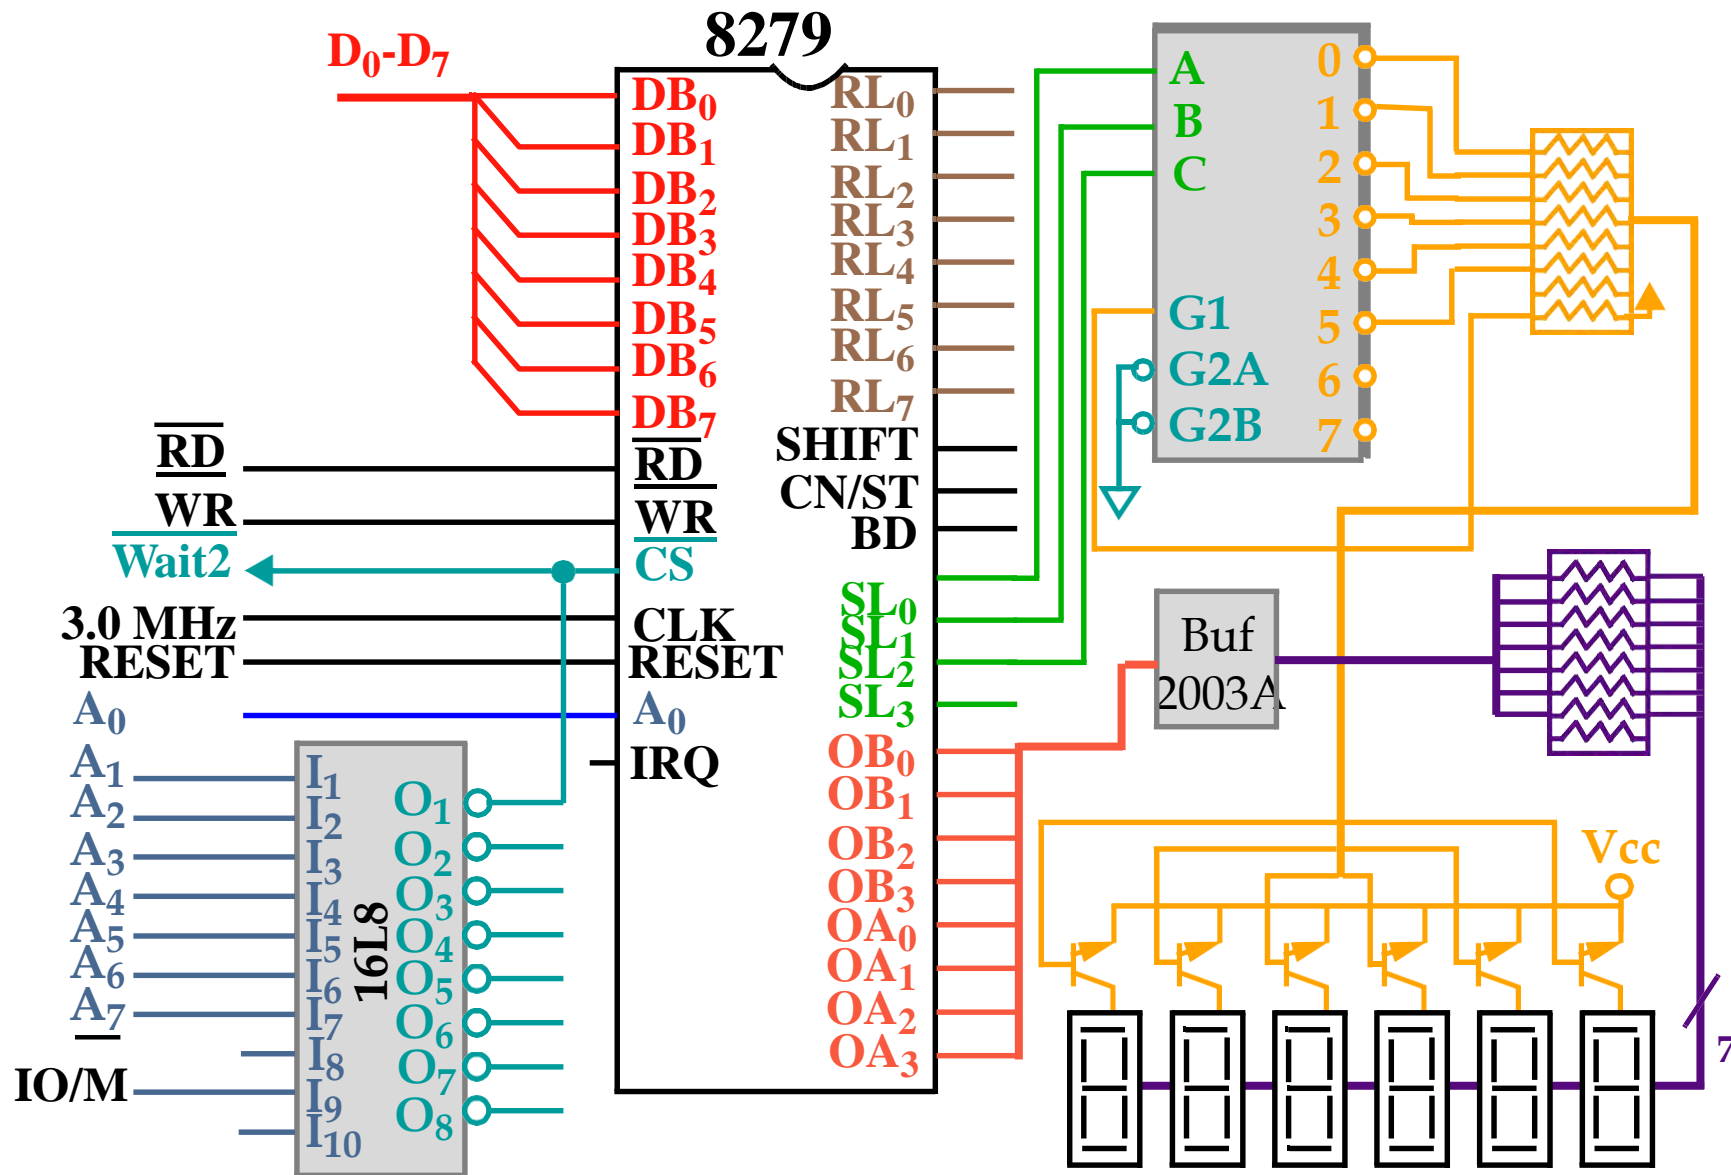 8279
D0-D7
DB0
DB1
DB2
DB3
DB4
DB5
DB6
DB7
RD
WR
CS
CLK
RESET
A0
IRQ
RD
WR
Wait2
3.0 MHz
RESET
A0
A1
A2
A3
A4
A5
A6
A7
IO/M
I1
I2
I3
I4
I5
I6
I7
I8
I9
I10
16L8
O1
O2
O3
O4
O5
O6
O7
O8
RL0
RL1
RL2
RL3
RL4
RL5
RL6
RL7
SHIFT
CN/ST
BD
SL0
SL1
SL2
SL3
OB0
OB1
OB2
OB3
OA0
OA1
OA2
OA3
A
B
C
G1
G2A
G2B
0
1
2
3
4
5
6
7
Buf
2003A
Vcc
7